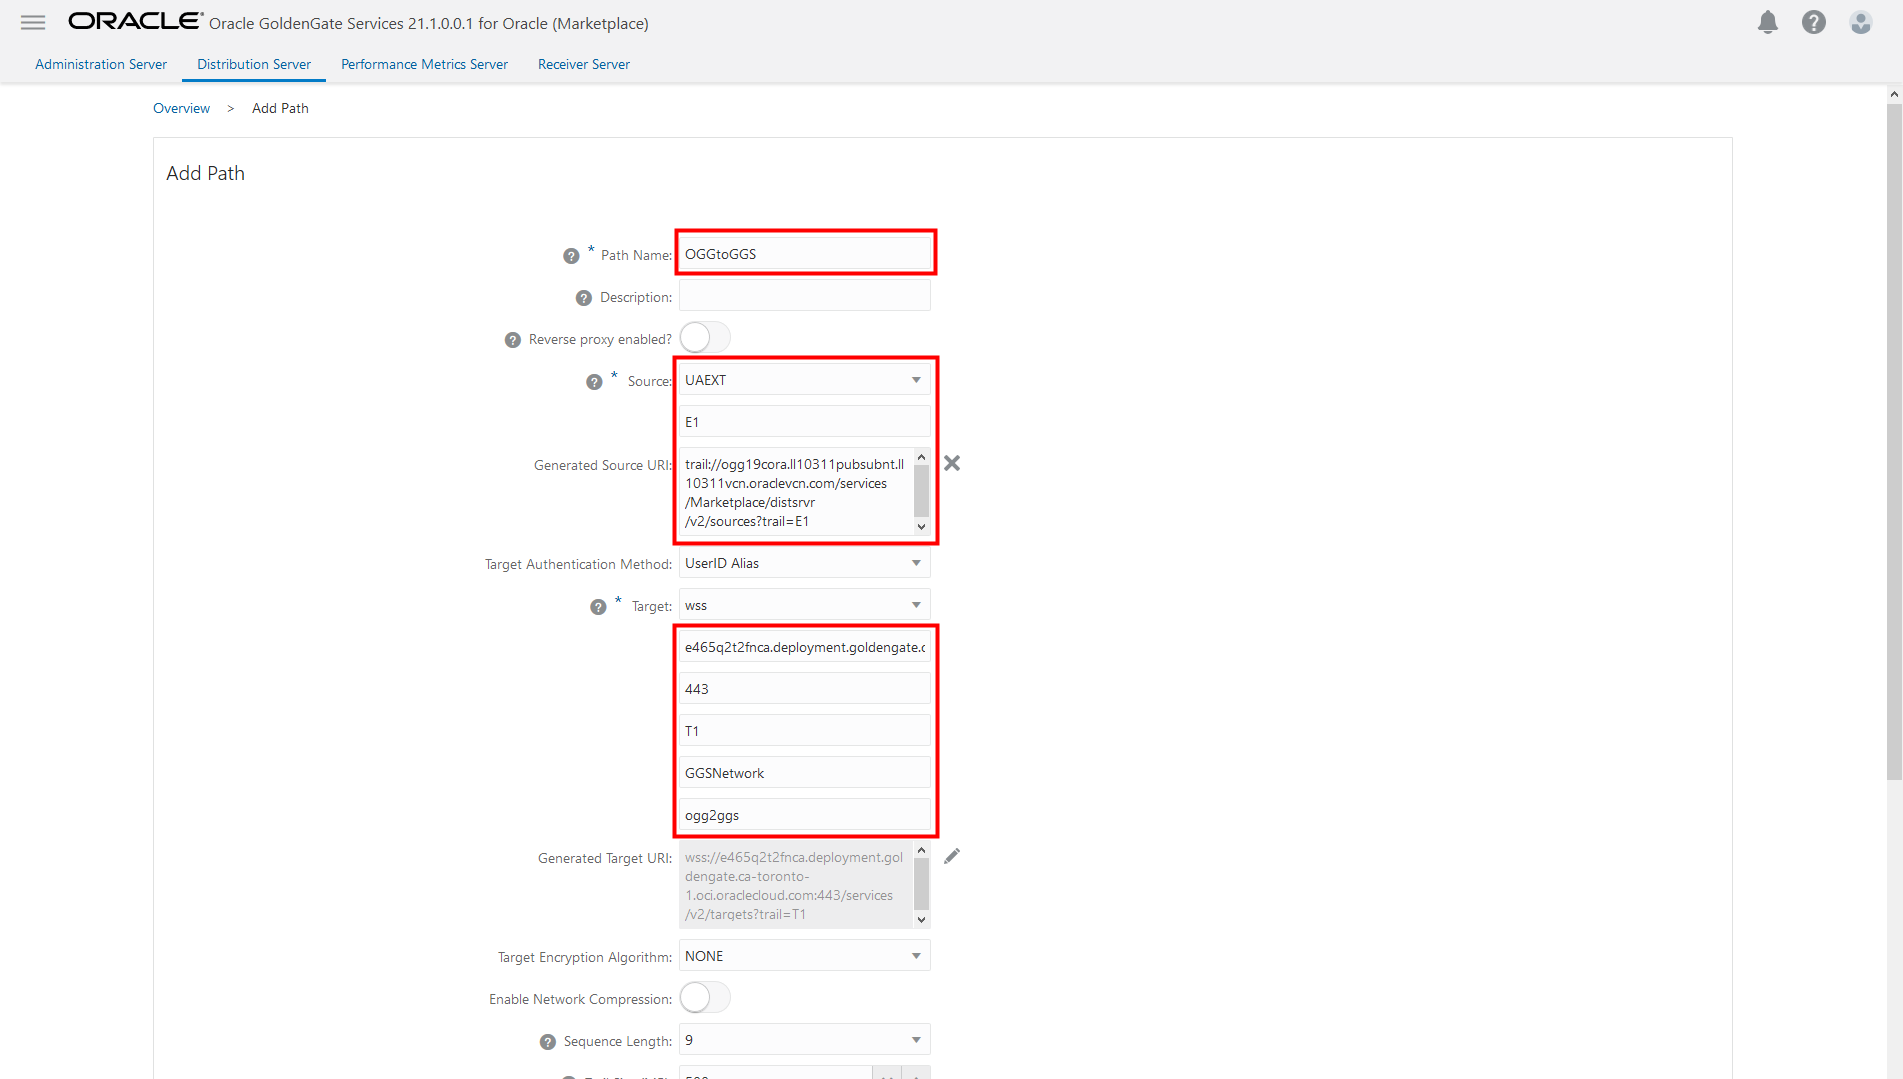 ORACLE Oracle GoldenGate Services 21.1.0.0.1 for Oracle (Marketplace)
Administration Server Distribution Server Performance Metrics Server Receiver Server
Overview > Add Path
Add Path
* Path Name: OGGtoGGS
Description:
Reverse proxy enabled?
* Source: UAEXT
E1
Generated Source URI: trail://ogg19cora.ll10311pubsubnt.ll
10311vcn.oraclevcn.com/services
/Marketplace/distsrvr
/v2/sources?trail=E1
Target Authentication Method: UserID Alias
* Target: wss
e465q2t2fnca.deployment.goldengate.c
443
T1
GGSNetwork
ogg2ggs
Generated Target URI: wss://e465q2t2fnca.deployment.gol
dengate.ca-toronto-
1.oci.oraclecloud.com:443/services
/v2/targets?trail=T1
Target Encryption Algorithm: NONE
Enable Network Compression:
Sequence Length: 9